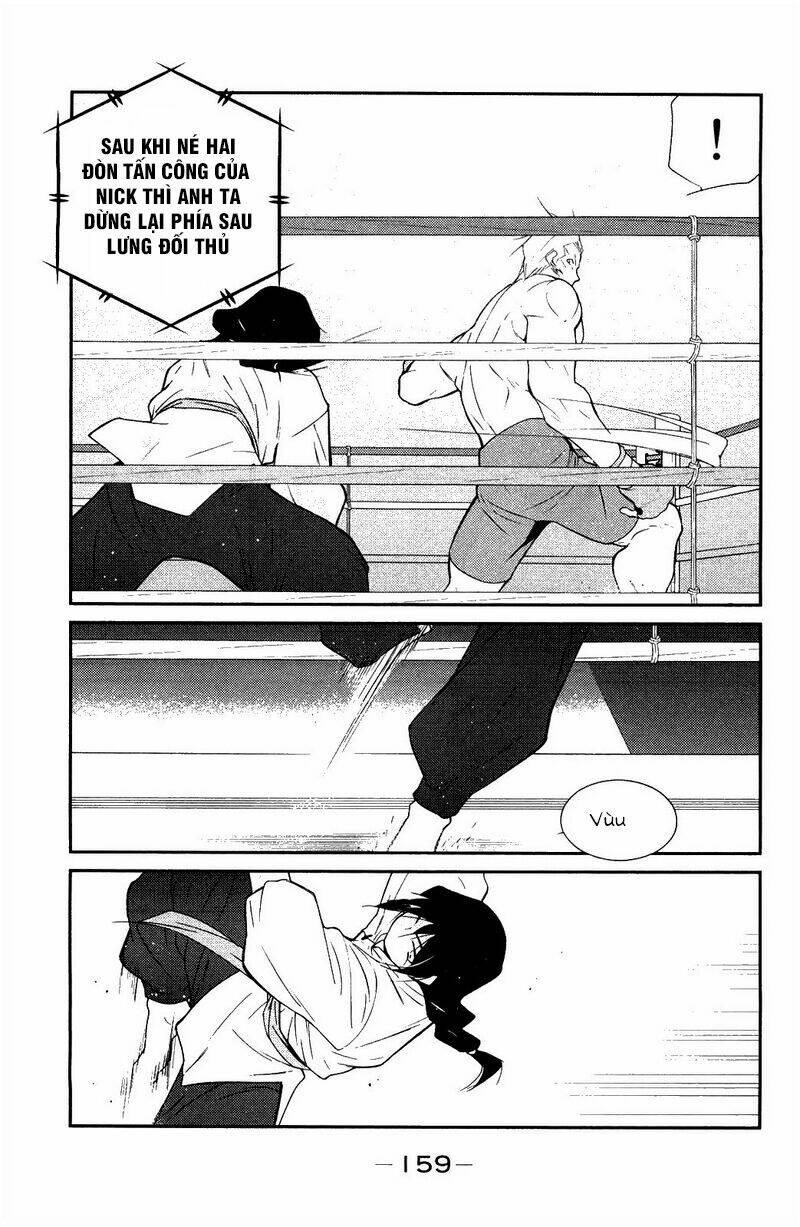 SAU KHI NÉ HAI
ĐÒN TẤN CÔNG CỦA
NICK THÌ ANH TA
DỪNG LẠI PHÍA SAU
LƯNG ĐỐI THỦ
!
Vùu
-159-